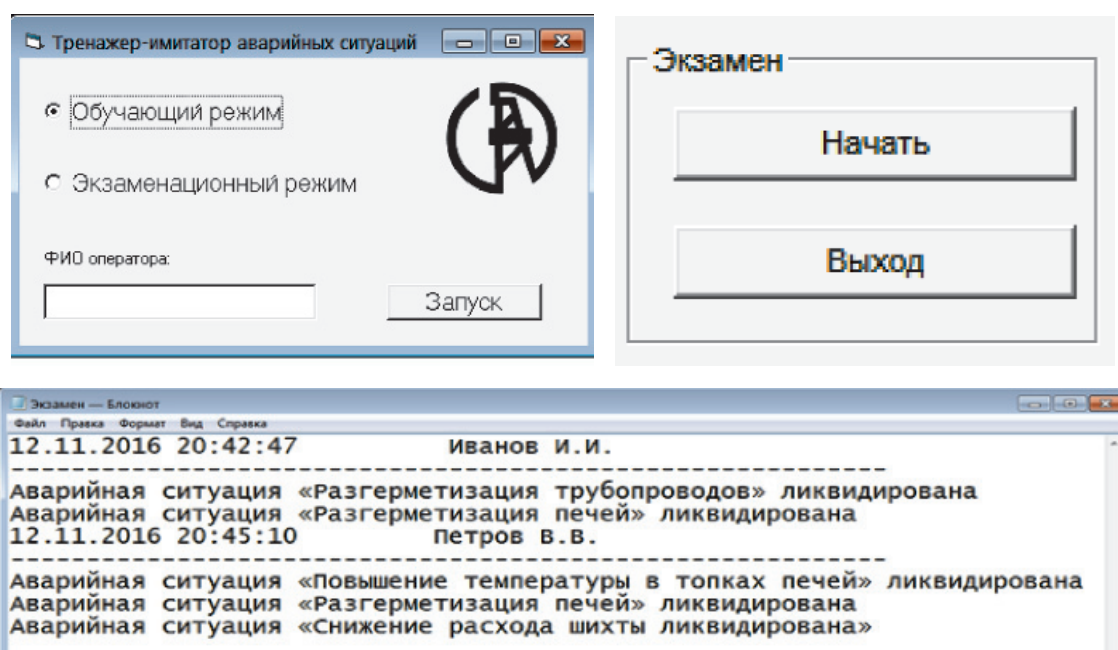 Тренажер-имитатор аварийных ситуаций
Обучающий режим
Экзаменационный режим
ФИО оператора:
Запуск
Экзамен
Начать
Выход
Экзамен — Блокнот
Файл Правка Формат Вид Справка
12.11.2016 20:42:47 Иванов И.И.
------------------------------------------------------------
Аварийная ситуация «Разгерметизация трубопроводов» ликвидирована
Аварийная ситуация «Разгерметизация печей» ликвидирована
12.11.2016 20:45:10 Петров В.В.
------------------------------------------------------------
Аварийная ситуация «Повышение температуры в топках печей» ликвидирована
Аварийная ситуация «Разгерметизация печей» ликвидирована
Аварийная ситуация «Снижение расхода шихты ликвидирована»